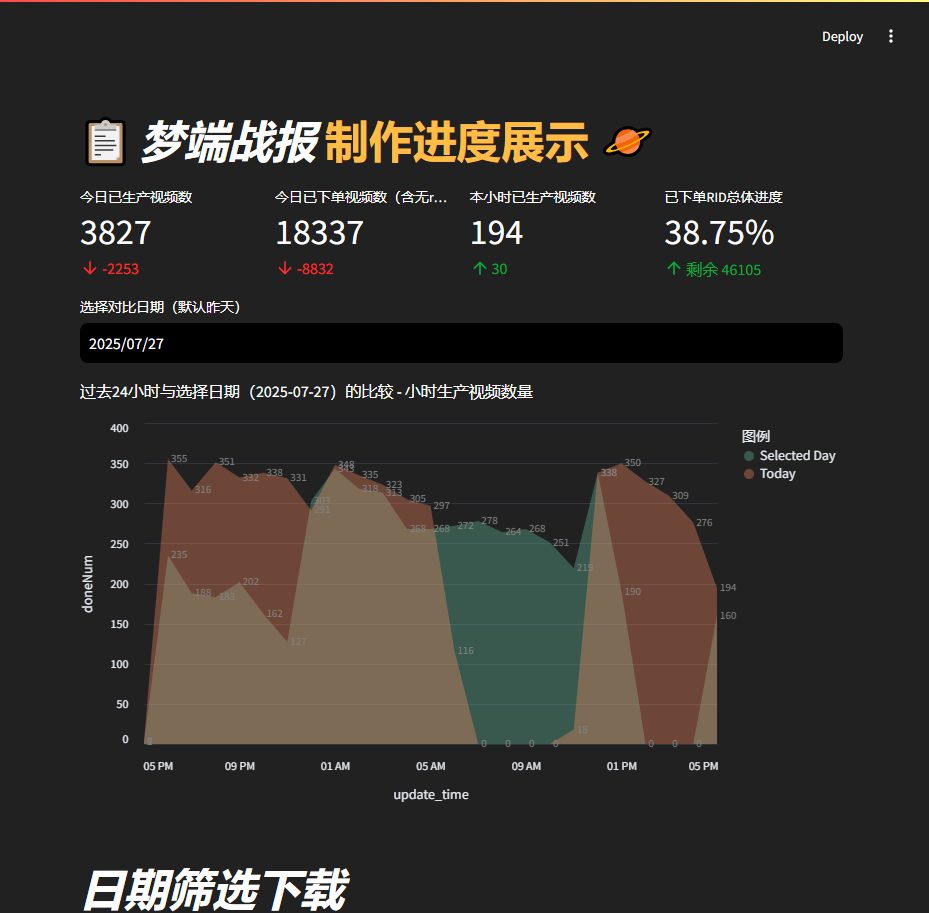 Deploy
梦端战报 制作进度展示
今日已生产视频数
3827
-2253
今日已下单视频数（含无r…
18337
-8832
本小时已生产视频数
194
30
已下单RID总体进度
38.75%
剩余 46105
选择对比日期（默认昨天）
2025/07/27
过去24小时与选择日期（2025-07-27）的比较 - 小时生产视频数量
图例
Selected Day
Today
doneNum
400
350
300
250
200
150
100
50
0
355
316
351
332
338
331
291
348
343
335
318
323
313
305
268
297
268
272
278
264
268
251
219
338
350
327
309
276
194
160
235
188
183
202
162
127
116
0
0
0
0
18
190
0
0
0
05 PM
09 PM
01 AM
05 AM
09 AM
01 PM
05 PM
update_time
日期筛选下载